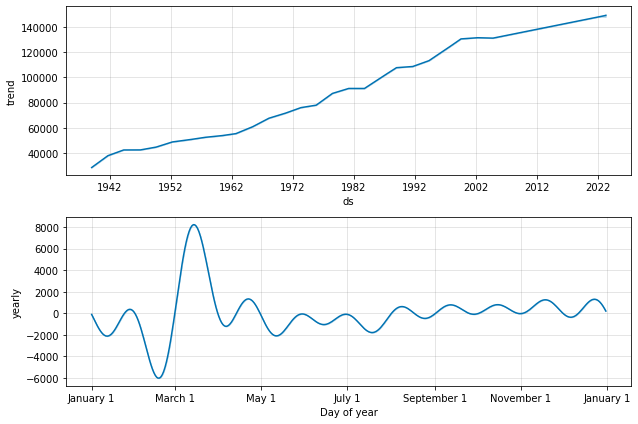 140000
120000
100000
80000
60000
40000
trend
1942 1952 1962 1972 1982 1992 2002 2012 2022
ds
8000
6000
4000
2000
0
−2000
−4000
−6000
yearly
January 1 March 1 May 1 July 1 September 1 November 1 January 1
Day of year